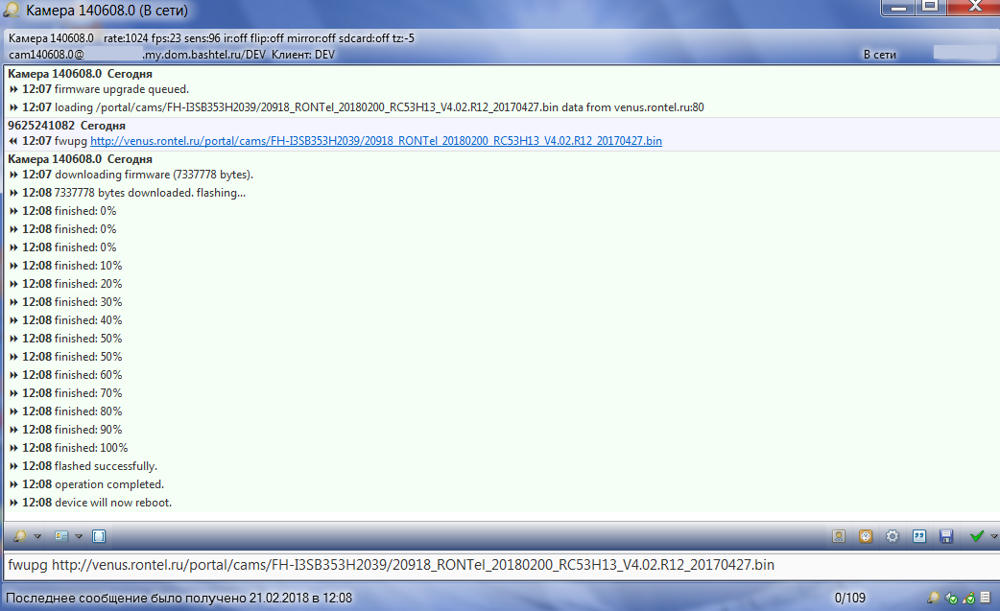 Камера 140608.0 (В сети)
Камера 140608.0 rate:1024 fps:23 sens:96 ir:off flip:off mirror:off sdcard:off tz:-5
cam140608.0@ .my.dom.bashtel.ru/DEV Клиент: DEV В сети
Камера 140608.0 Сегодня
12:07 firmware upgrade queued.
12:07 loading /portal/cams/FH-I3SB353H2039/20918_RONTel_20180200_RC53H13_V4.02.R12_20170427.bin data from venus.rontel.ru:80
9625241082 Сегодня
12:07 fwupg http://venus.rontel.ru/portal/cams/FH-I3SB353H2039/20918_RONTel_20180200_RC53H13_V4.02.R12_20170427.bin
Камера 140608.0 Сегодня
12:07 downloading firmware (7337778 bytes).
12:08 7337778 bytes downloaded. flashing...
12:08 finished: 0%
12:08 finished: 0%
12:08 finished: 0%
12:08 finished: 10%
12:08 finished: 20%
12:08 finished: 30%
12:08 finished: 40%
12:08 finished: 50%
12:08 finished: 50%
12:08 finished: 60%
12:08 finished: 70%
12:08 finished: 80%
12:08 finished: 90%
12:08 finished: 100%
12:08 flashed successfully.
12:08 operation completed.
12:08 device will now reboot.
fwupg http://venus.rontel.ru/portal/cams/FH-I3SB353H2039/20918_RONTel_20180200_RC53H13_V4.02.R12_20170427.bin
Последнее сообщение было получено 21.02.2018 в 12:08 0/109